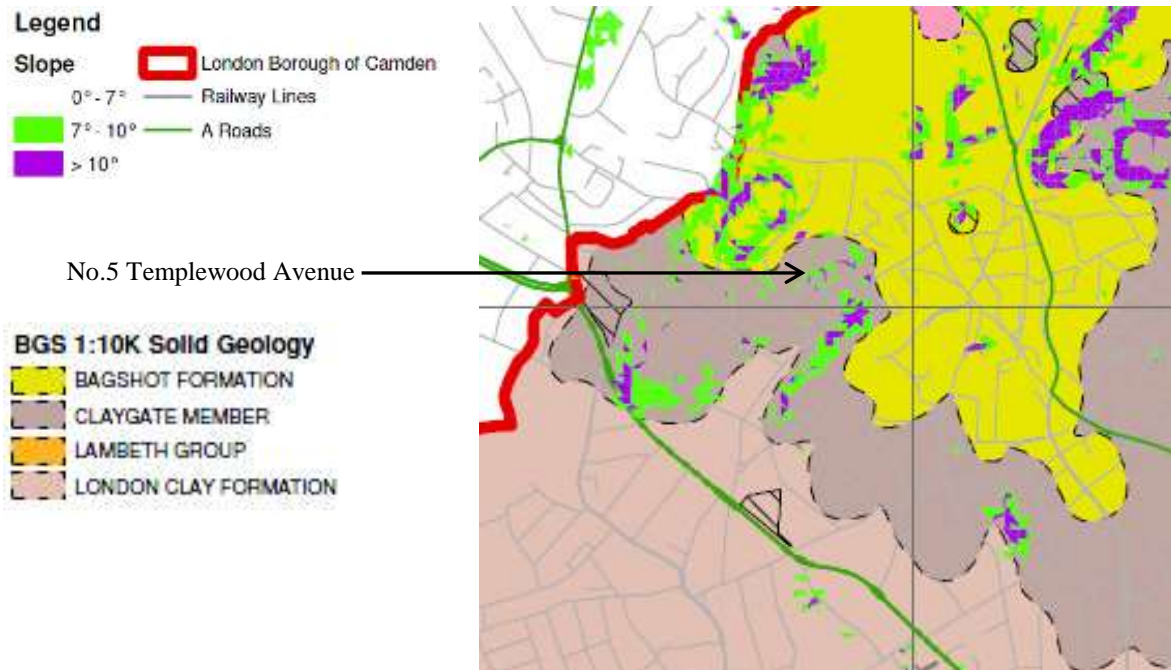 Legend
Slope
London Borough of Camden
0° - 7°
Railway Lines
7° - 10°
A Roads
> 10°
No.5 Templewood Avenue
BGS 1:10K Solid Geology
BAGSHOT FORMATION
CLAYGATE MEMBER
LAMBETH GROUP
LONDON CLAY FORMATION